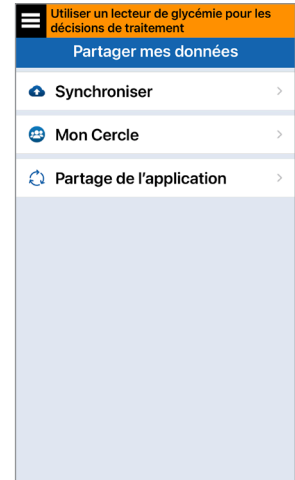 Utiliser un lecteur de glycémie pour les
décisions de traitement
Partager mes données
Synchroniser
Mon Cercle
Partage de l'application